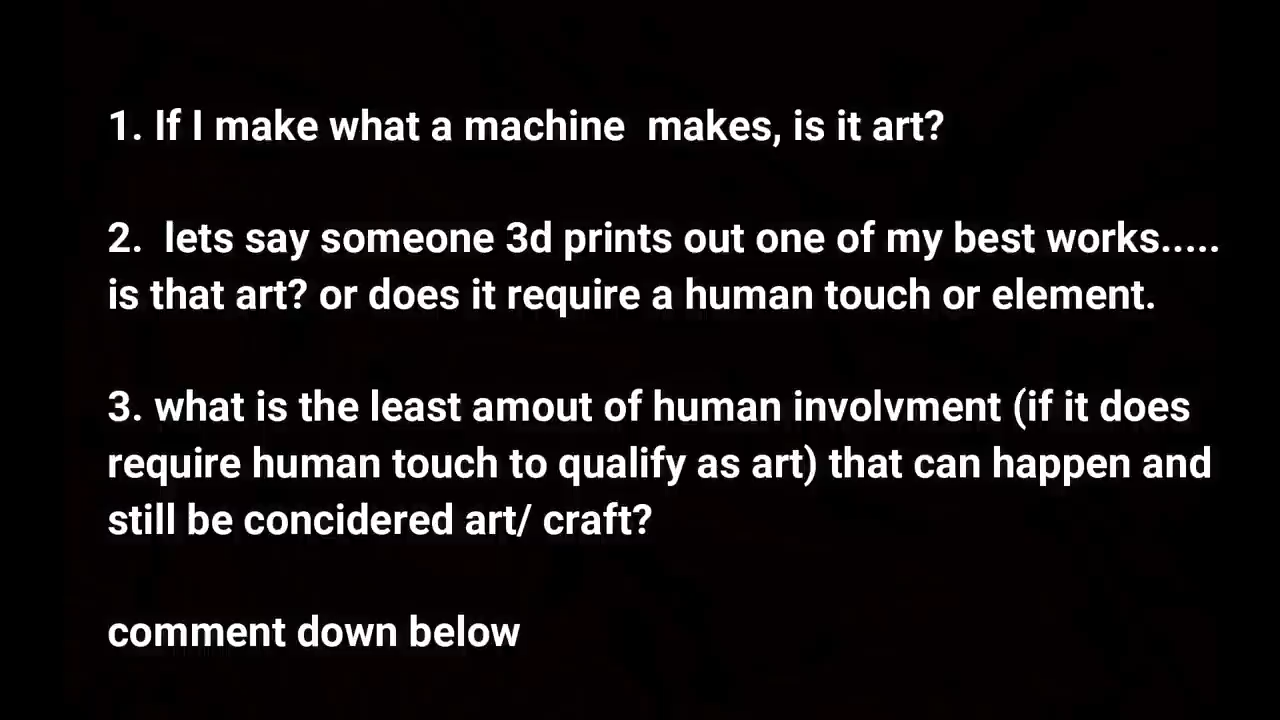 1. If I make what a machine  makes, is it art?
2.  lets say someone 3d prints out one of my best works.....
is that art? or does it require a human touch or element.
3. what is the least amout of human involvment (if it does
require human touch to qualify as art) that can happen and
still be concidered art/ craft?
comment down below